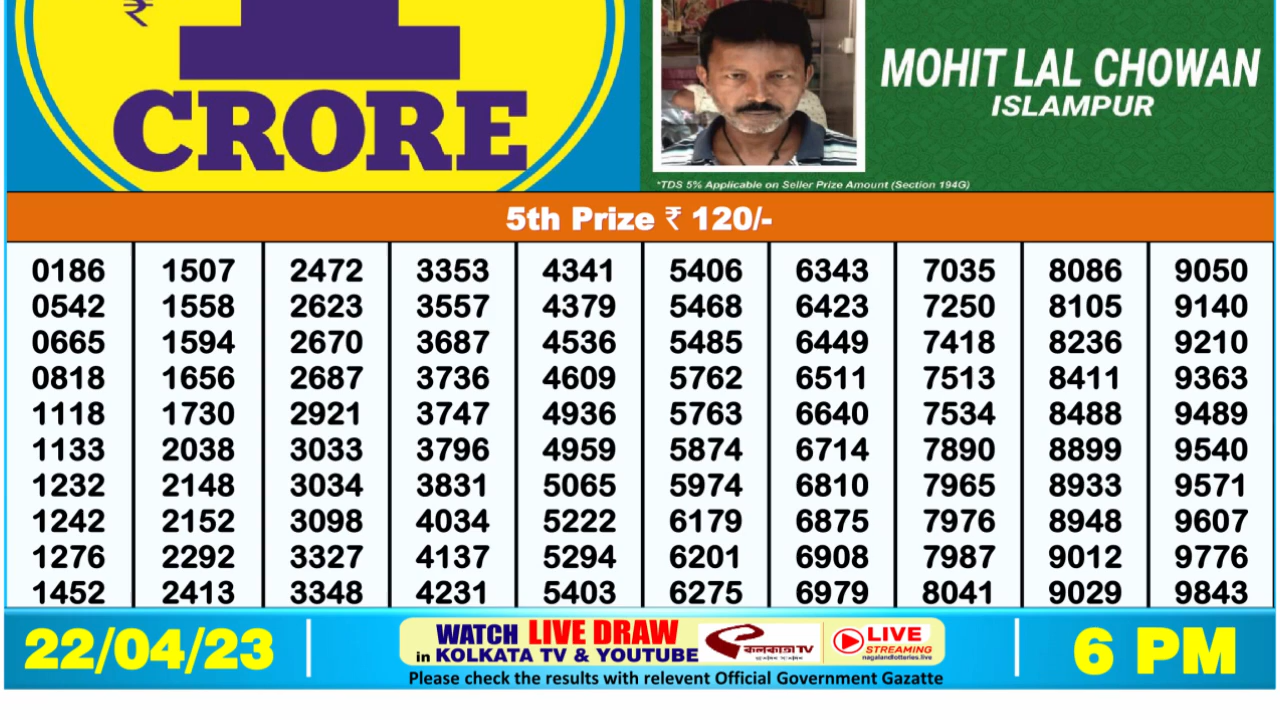 ₹
1
CRORE
MOHIT LAL CHOWAN
ISLAMPUR
*TDS 5% Applicable on Seller Prize Amount (Section 194G)
5th Prize ₹ 120/-
0186 1507 2472 3353 4341 5406 6343 7035 8086 9050
0542 1558 2623 3557 4379 5468 6423 7250 8105 9140
0665 1594 2670 3687 4536 5485 6449 7418 8236 9210
0818 1656 2687 3736 4609 5762 6511 7513 8411 9363
1118 1730 2921 3747 4936 5763 6640 7534 8488 9489
1133 2038 3033 3796 4959 5874 6714 7890 8899 9540
1232 2148 3034 3831 5065 5974 6810 7965 8933 9571
1242 2152 3098 4034 5222 6179 6875 7976 8948 9607
1276 2292 3327 4137 5294 6201 6908 7987 9012 9776
1452 2413 3348 4231 5403 6275 6979 8041 9029 9843
22/04/23
WATCH LIVE DRAW
in KOLKATA TV & YOUTUBE
কলকাতা TV
LIVE
STREAMING
nagalandlotteries.live
Please check the results with relevent Official Government Gazatte
6 PM